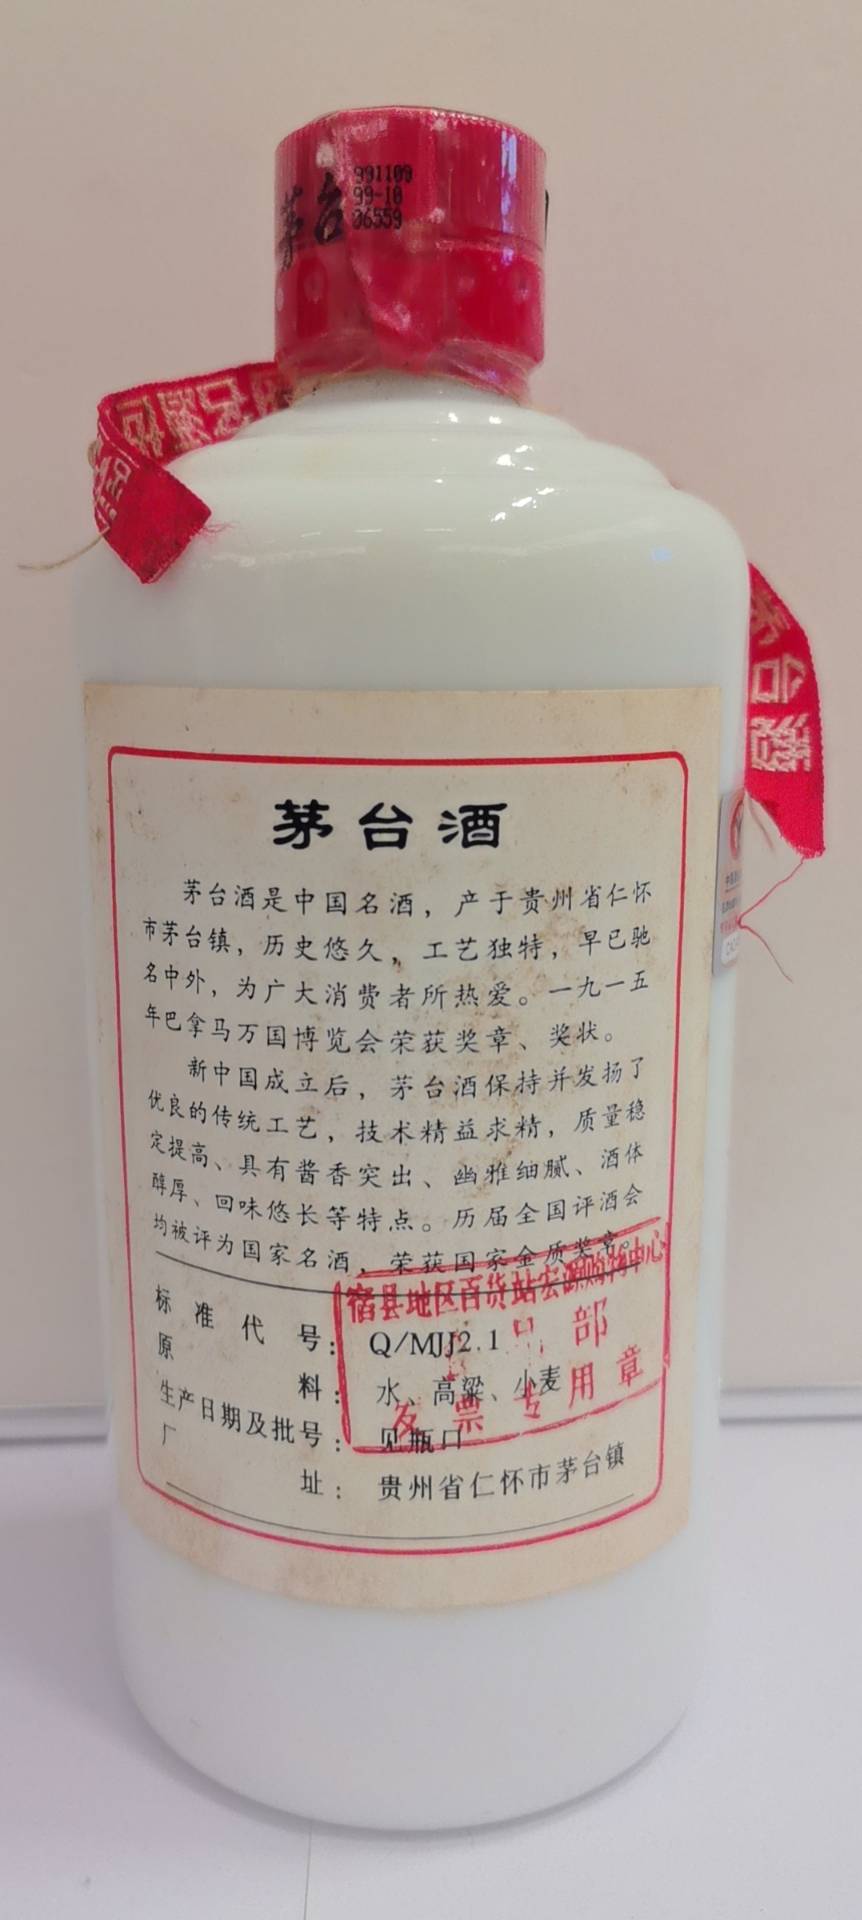 茅台
991109
99-10
06559
茅台酒
茅台酒
茅台酒是中国名酒，产于贵州省仁怀
市茅台镇，历史悠久，工艺独特，早已驰
名中外，为广大消费者所热爱。一九一五
年巴拿马万国博览会荣获奖章、奖状。
新中国成立后，茅台酒保持并发扬了
优良的传统工艺，技术精益求精，质量稳
定提高、具有酱香突出、幽雅细腻、酒体
醇厚、回味悠长等特点。历届全国评酒会
均被评为国家名酒，荣获国家金质奖章。
宿县地区百货站宏源购物中心
部
发票专用章
标准代号：Q/MJJ2.1
原料：水、高粱、小麦
生产日期及批号：见瓶口
厂址：贵州省仁怀市茅台镇